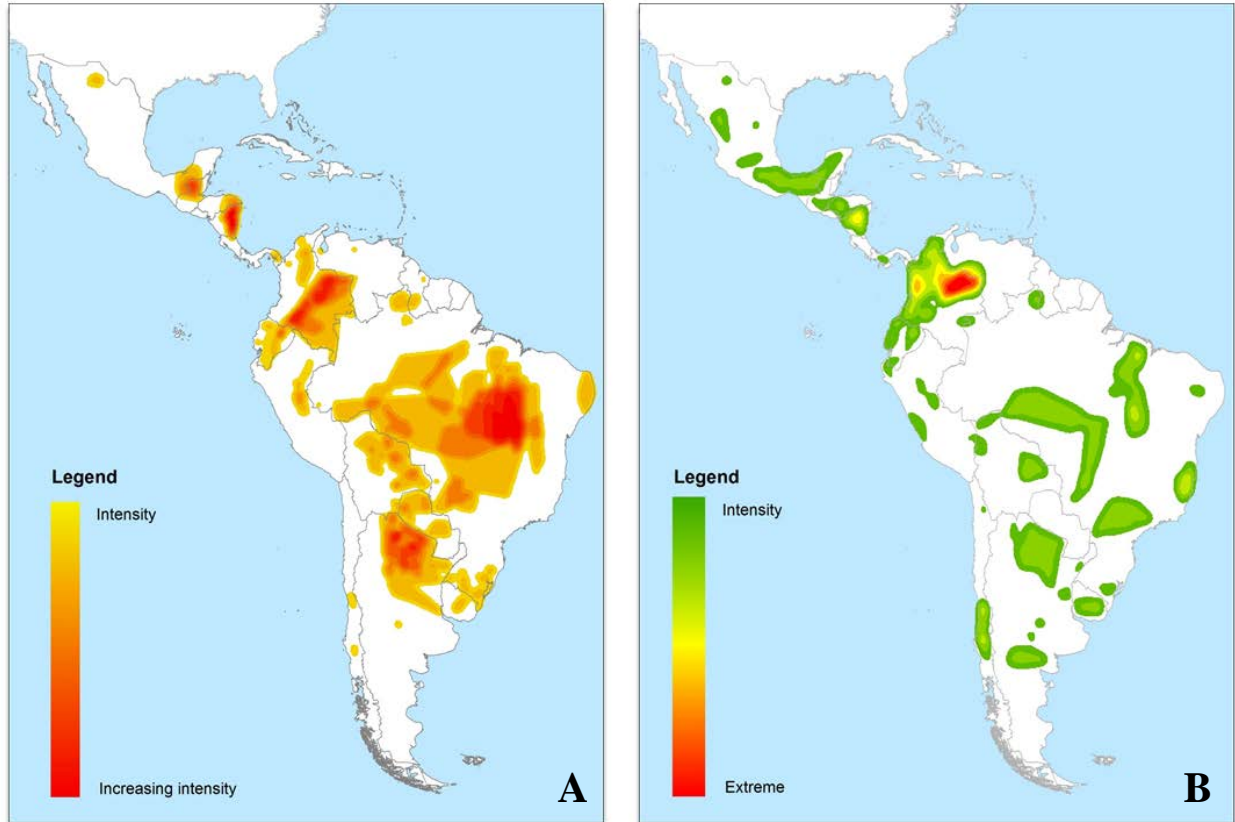 Legend
Intensity
Increasing intensity
A
Legend
Intensity
Extreme
B